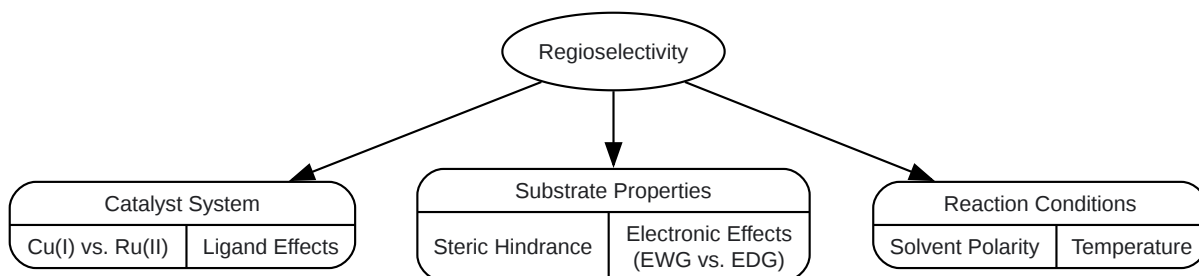 Regioselectivity
Catalyst System
Cu(I) vs. Ru(II)
Ligand Effects
Substrate Properties
Steric Hindrance
Electronic Effects
(EWG vs. EDG)
Reaction Conditions
Solvent Polarity
Temperature